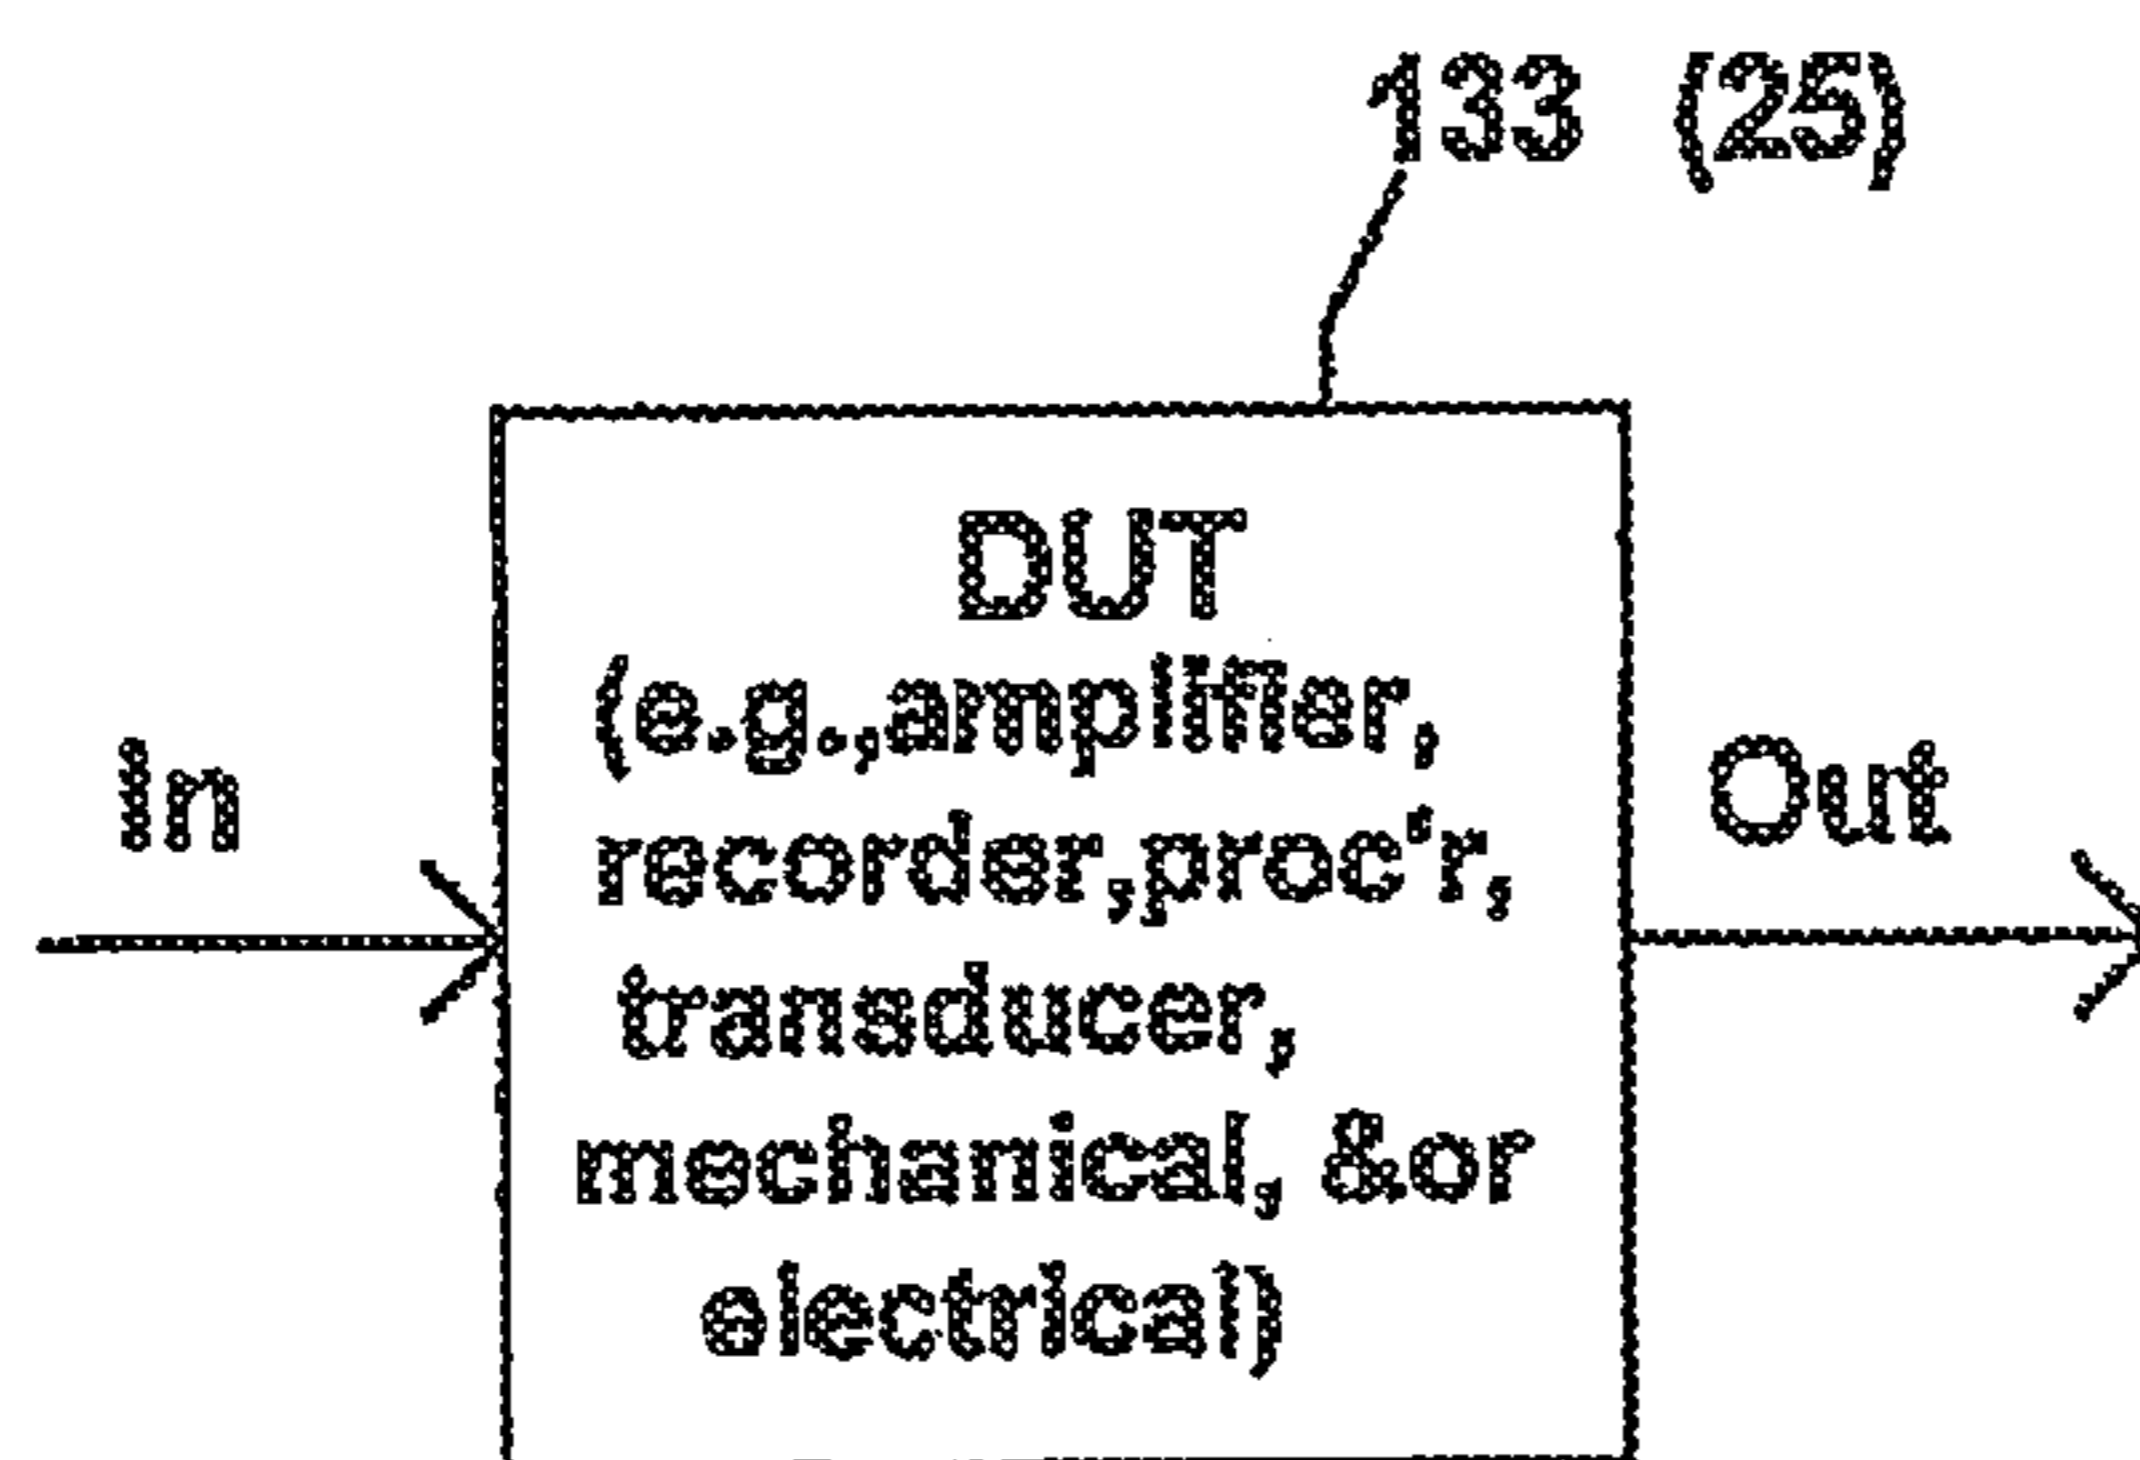 133 (25)
DUT
(e.g.,amplifier,
recorder,proc'r,
transducer,
mechanical, &or
electrical)
In
Out